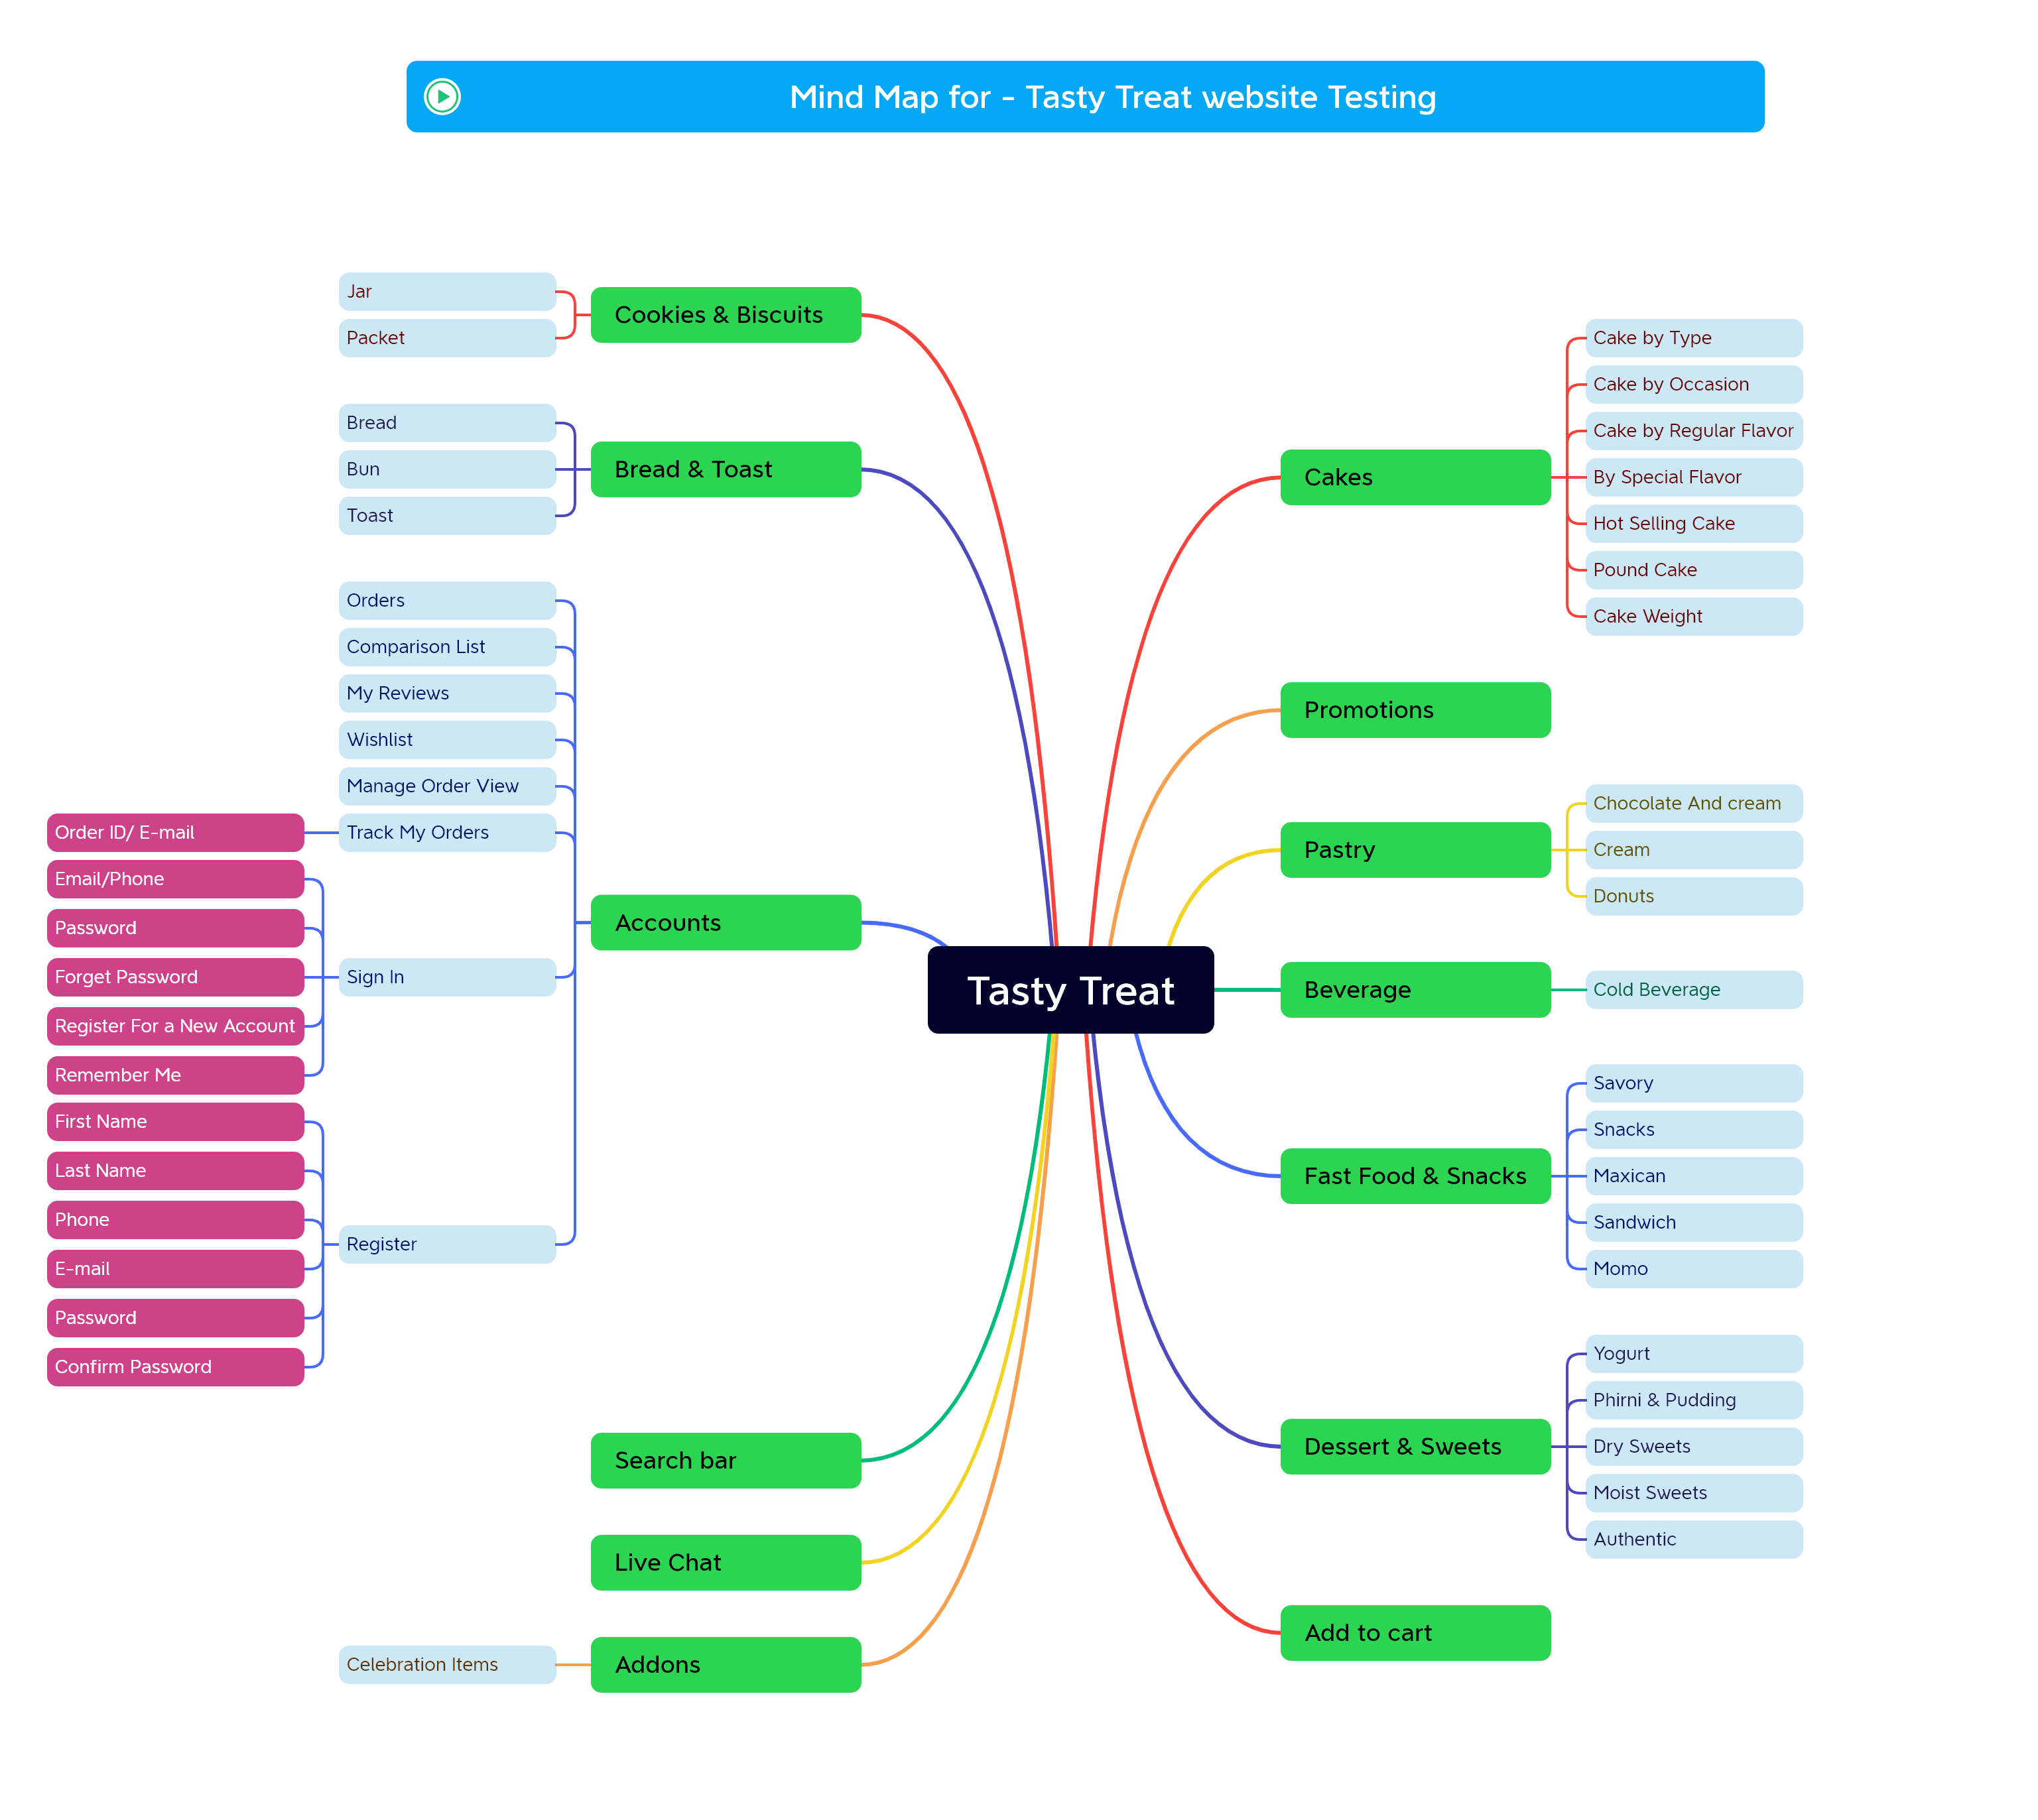 Mind Map for - Tasty Treat website Testing
Tasty Treat
Cookies & Biscuits
Jar
Packet
Bread & Toast
Bread
Bun
Toast
Accounts
Orders
Comparison List
My Reviews
Wishlist
Manage Order View
Track My Orders
Order ID/ E-mail
Sign In
Email/Phone
Password
Forget Password
Register For a New Account
Remember Me
Register
First Name
Last Name
Phone
E-mail
Password
Confirm Password
Search bar
Live Chat
Addons
Celebration Items
Cakes
Cake by Type
Cake by Occasion
Cake by Regular Flavor
By Special Flavor
Hot Selling Cake
Pound Cake
Cake Weight
Promotions
Pastry
Chocolate And cream
Cream
Donuts
Beverage
Cold Beverage
Fast Food & Snacks
Savory
Snacks
Maxican
Sandwich
Momo
Dessert & Sweets
Yogurt
Phirni & Pudding
Dry Sweets
Moist Sweets
Authentic
Add to cart